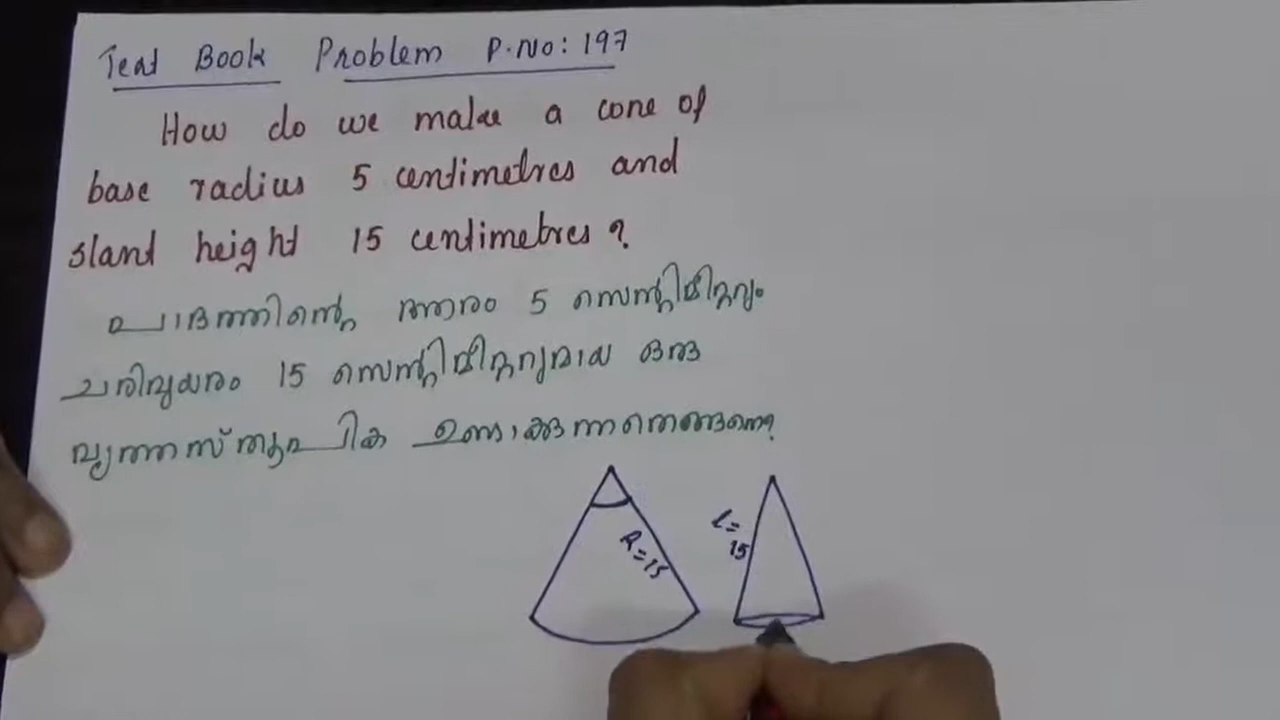 Text Book Problem P.No: 197
How do we make a cone of
base radius 5 centimetres and
slant height 15 centimetres?
പാദത്തിന്റെ ആരം 5 സെന്റിമീറ്ററും
ചരിവുയരം 15 സെന്റിമീറ്ററുമായ ഒരു
വൃത്തസ്തൂപിക ഉണ്ടാക്കുന്നതെങ്ങനെ?
R=15
l=
15